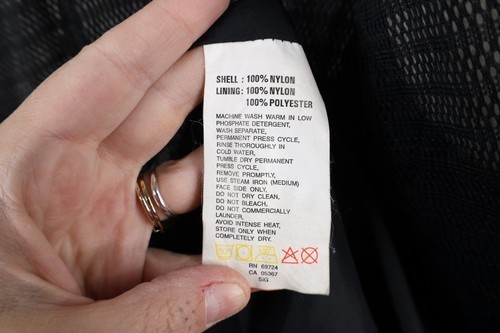 SHELL : 100% NYLON
LINING: 100% NYLON
100% POLYESTER
MACHINE WASH WARM IN LOW
PHOSPHATE DETERGENT,
WASH SEPARATE,
PERMANENT PRESS CYCLE,
RINSE THOROUGHLY IN
COLD WATER,
TUMBLE DRY PERMANENT
PRESS CYCLE,
REMOVE PROMPTLY,
USE STEAM IRON (MEDIUM)
FACE SIDE ONLY,
DO NOT DRY CLEAN,
DO NOT BLEACH,
DO NOT COMMERCIALLY
LAUNDER,
AVOID INTENSE HEAT,
STORE ONLY WHEN
COMPLETELY DRY.
RN 69724
CA 05367
SIG